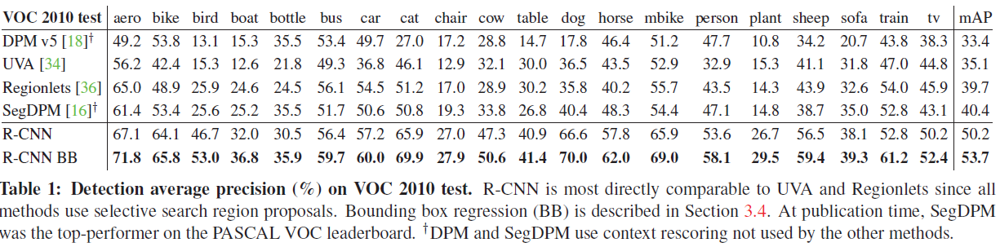 VOC 2010 test aero bike bird boat bottle bus car cat chair cow table dog horse mbike person plant sheep sofa train tv mAP
DPM v5 [18]† 49.2 53.8 13.1 15.3 35.5 53.4 49.7 27.0 17.2 28.8 14.7 17.8 46.4 51.2 47.7 10.8 34.2 20.7 43.8 38.3 33.4
UVA [34] 56.2 42.4 15.3 12.6 21.8 49.3 36.8 46.1 12.9 32.1 30.0 36.5 43.5 52.9 32.9 15.3 41.1 31.8 47.0 44.8 35.1
Regionlets [36] 65.0 48.9 25.9 24.6 24.5 56.1 54.5 51.2 17.0 28.9 30.2 35.8 40.2 55.7 43.5 14.3 43.9 32.6 54.0 45.9 39.7
SegDPM [16]† 61.4 53.4 25.6 25.2 35.5 51.7 50.6 50.8 19.3 33.8 26.8 40.4 48.3 54.4 47.1 14.8 38.7 35.0 52.8 43.1 40.4
R-CNN 67.1 64.1 46.7 32.0 30.5 56.4 57.2 65.9 27.0 47.3 40.9 66.6 57.8 65.9 53.6 26.7 56.5 38.1 52.8 50.2 50.2
R-CNN BB 71.8 65.8 53.0 36.8 35.9 59.7 60.0 69.9 27.9 50.6 41.4 70.0 62.0 69.0 58.1 29.5 59.4 39.3 61.2 52.4 53.7
Table 1: Detection average precision (%) on VOC 2010 test. R-CNN is most directly comparable to UVA and Regionlets since all
methods use selective search region proposals. Bounding box regression (BB) is described in Section 3.4. At publication time, SegDPM
was the top-performer on the PASCAL VOC leaderboard. †DPM and SegDPM use context rescoring not used by the other methods.